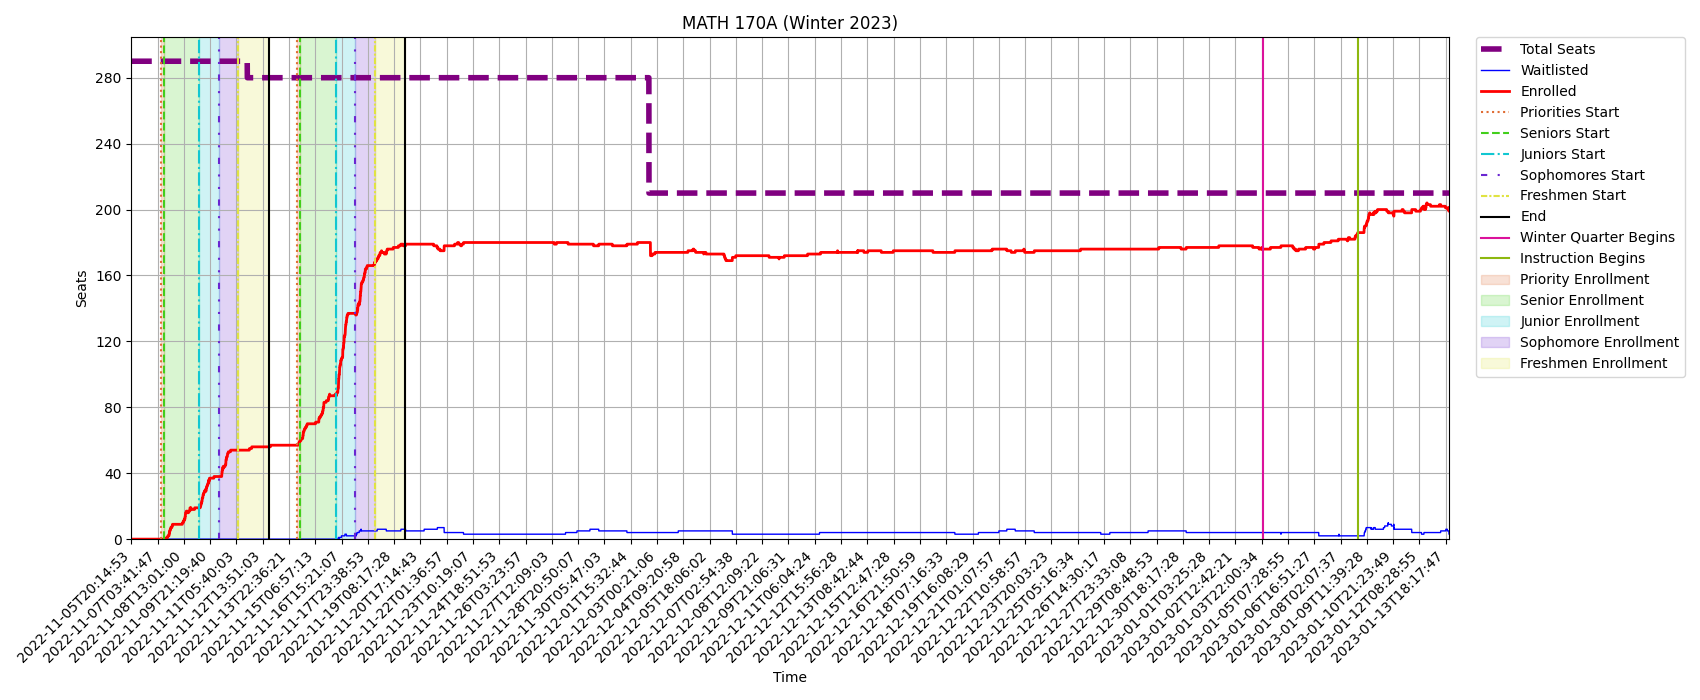 MATH 170A (Winter 2023)
Seats
280
240
200
160
120
80
40
0
2022-11-05T20:14:53
2022-11-07T03:41:47
2022-11-08T13:01:00
2022-11-09T21:19:40
2022-11-11T05:40:03
2022-11-12T13:51:03
2022-11-13T22:36:21
2022-11-15T06:57:13
2022-11-16T15:21:07
2022-11-17T23:38:53
2022-11-19T08:17:28
2022-11-20T17:14:43
2022-11-22T01:36:57
2022-11-23T10:19:07
2022-11-24T18:51:53
2022-11-26T03:23:57
2022-11-27T12:09:03
2022-11-28T20:50:07
2022-11-30T05:47:03
2022-12-01T15:32:44
2022-12-03T00:21:06
2022-12-04T09:20:58
2022-12-05T18:06:02
2022-12-07T02:54:38
2022-12-08T12:09:22
2022-12-09T21:06:31
2022-12-11T06:04:24
2022-12-12T15:56:28
2022-12-13T08:42:44
2022-12-15T12:47:28
2022-12-16T21:50:59
2022-12-18T07:16:33
2022-12-19T16:08:29
2022-12-21T01:07:57
2022-12-22T10:58:57
2022-12-23T20:03:23
2022-12-25T05:16:34
2022-12-26T14:30:17
2022-12-27T23:33:08
2022-12-29T08:48:53
2022-12-30T18:17:28
2023-01-01T03:25:28
2023-01-02T12:42:21
2023-01-03T22:00:34
2023-01-05T07:28:55
2023-01-06T16:51:27
2023-01-08T02:07:37
2023-01-09T11:39:28
2023-01-10T21:23:49
2023-01-12T08:28:55
2023-01-13T18:17:47
Time
Total Seats
Waitlisted
Enrolled
Priorities Start
Seniors Start
Juniors Start
Sophomores Start
Freshmen Start
End
Winter Quarter Begins
Instruction Begins
Priority Enrollment
Senior Enrollment
Junior Enrollment
Sophomore Enrollment
Freshmen Enrollment